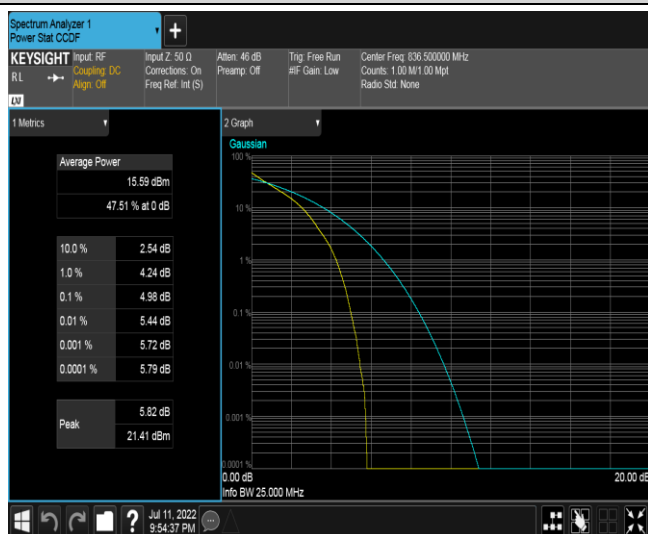 Spectrum Analyzer 1
Power Stat CCDF
+
KEYSIGHT
RL
LXI
Input: RF
Coupling: DC
Align: Off
Input Z: 50 Ω
Corrections: On
Freq Ref: Int (S)
Atten: 46 dB
Preamp: Off
Trig: Free Run
#IF Gain: Low
Center Freq: 836.500000 MHz
Counts: 1.00 M/1.00 Mpt
Radio Std: None
1 Metrics
Average Power
15.59 dBm
47.51 % at 0 dB
10.0 % 2.54 dB
1.0 % 4.24 dB
0.1 % 4.98 dB
0.01 % 5.44 dB
0.001 % 5.72 dB
0.0001 % 5.79 dB
Peak
5.82 dB
21.41 dBm
2 Graph
Gaussian
100 %
10 %
1 %
0.1 %
0.01 %
0.001 %
0.0001 %
0.00 dB 20.00 dB
Info BW 25.000 MHz
?
Jul 11, 2022
9:54:37 PM